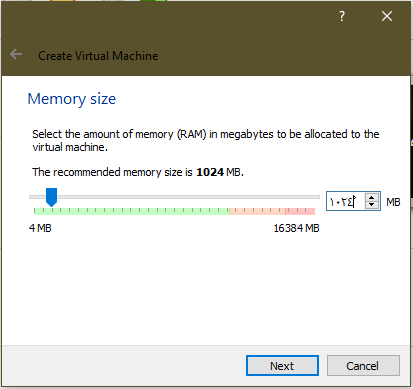 ?
Create Virtual Machine
Memory size
Select the amount of memory (RAM) in megabytes to be allocated to the
virtual machine.
The recommended memory size is 1024 MB.
١٠٢٤ MB
4 MB 16384 MB
Next Cancel